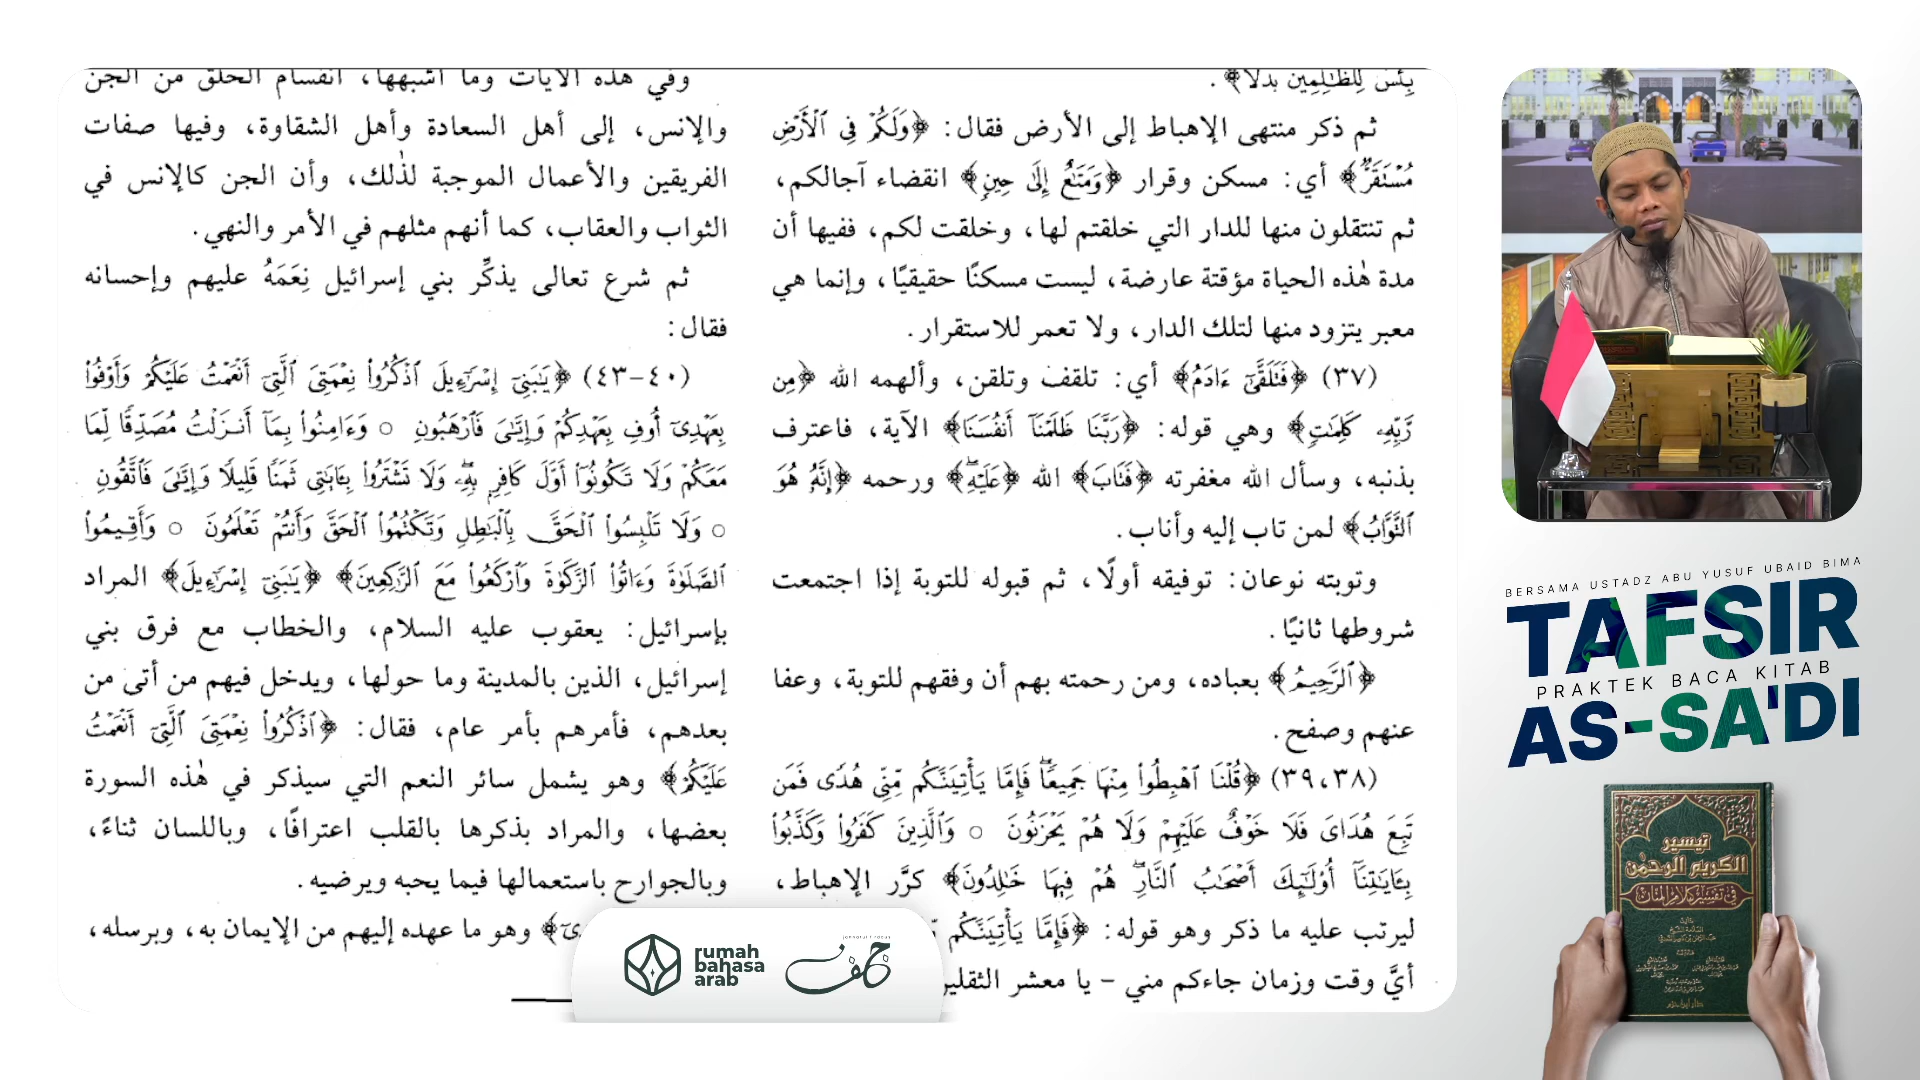 بِئْسَ لِلظَّٰلِمِينَ بَدَلًا﴾ .
ثم ذكر منتهى الإهباط إلى الأرض فقال: ﴿وَلَكُمْ فِى ٱلْأَرْضِ
مُسْتَقَرٌّ﴾ أي: مسكن وقرار ﴿وَمَتَٰعٌ إِلَىٰ حِينٍ﴾ انقضاء آجالكم،
ثم تنتقلون منها للدار التي خلقتم لها، وخلقت لكم، ففيها أن
مدة هٰذه الحياة مؤقتة عارضة، ليست مسكنًا حقيقيًا، وإنما هي
معبر يتزود منها لتلك الدار، ولا تعمر للاستقرار.
(٣٧) ﴿فَتَلَقَّىٰٓ ءَادَمُ﴾ أي: تلقف وتلقن، وألهمه الله ﴿مِن
رَّبِّهِۦ كَلِمَٰتٍ﴾ وهي قوله: ﴿رَبَّنَا ظَلَمْنَآ أَنفُسَنَا﴾ الآية، فاعترف
بذنبه، وسأل الله مغفرته ﴿فَتَابَ﴾ الله ﴿عَلَيْهِ﴾ ورحمه ﴿إِنَّهُۥ هُوَ
ٱلتَّوَّابُ﴾ لمن تاب إليه وأناب.
وتوبته نوعان: توفيقه أولًا، ثم قبوله للتوبة إذا اجتمعت
شروطها ثانيًا.
﴿ٱلرَّحِيمُ﴾ بعباده، ومن رحمته بهم أن وفقهم للتوبة، وعفا
عنهم وصفح.
(٣٨،٣٩) ﴿قُلْنَا ٱهْبِطُوا۟ مِنْهَا جَمِيعًا ۖ فَإِمَّا يَأْتِيَنَّكُم مِّنِّى هُدًى فَمَن
تَبِعَ هُدَاىَ فَلَا خَوْفٌ عَلَيْهِمْ وَلَا هُمْ يَحْزَنُونَ ○ وَٱلَّذِينَ كَفَرُوا۟ وَكَذَّبُوا۟
بِـَٔايَٰتِنَآ أُو۟لَٰٓئِكَ أَصْحَٰبُ ٱلنَّارِ ۖ هُمْ فِيهَا خَٰلِدُونَ﴾ كرَّر الإهباط،
ليرتب عليه ما ذكر وهو قوله: ﴿فَإِمَّا يَأْتِيَنَّكُم
أيَّ وقت وزمان جاءكم مني – يا معشر الثقلين
وفي هٰذه الآيات وما أشبهها، انقسام الخلق من الجن
والإنس، إلى أهل السعادة وأهل الشقاوة، وفيها صفات
الفريقين والأعمال الموجبة لذٰلك، وأن الجن كالإنس في
الثواب والعقاب، كما أنهم مثلهم في الأمر والنهي.
ثم شرع تعالى يذكِّر بني إسرائيل نِعَمَهُ عليهم وإحسانه
فقال:
(٤٠-٤٣) ﴿يَٰبَنِىٓ إِسْرَٰٓءِيلَ ٱذْكُرُوا۟ نِعْمَتِىَ ٱلَّتِىٓ أَنْعَمْتُ عَلَيْكُمْ وَأَوْفُوا۟
بِعَهْدِىٓ أُوفِ بِعَهْدِكُمْ وَإِيَّٰىَ فَٱرْهَبُونِ ○ وَءَامِنُوا۟ بِمَآ أَنزَلْتُ مُصَدِّقًا لِّمَا
مَعَكُمْ وَلَا تَكُونُوٓا۟ أَوَّلَ كَافِرٍۭ بِهِۦ ۖ وَلَا تَشْتَرُوا۟ بِـَٔايَٰتِى ثَمَنًا قَلِيلًا وَإِيَّٰىَ فَٱتَّقُونِ
○ وَلَا تَلْبِسُوا۟ ٱلْحَقَّ بِٱلْبَٰطِلِ وَتَكْتُمُوا۟ ٱلْحَقَّ وَأَنتُمْ تَعْلَمُونَ ○ وَأَقِيمُوا۟
ٱلصَّلَوٰةَ وَءَاتُوا۟ ٱلزَّكَوٰةَ وَٱرْكَعُوا۟ مَعَ ٱلرَّٰكِعِينَ﴾ ﴿يَٰبَنِىٓ إِسْرَٰٓءِيلَ﴾ المراد
بإسرائيل: يعقوب عليه السلام، والخطاب مع فرق بني
إسرائيل، الذين بالمدينة وما حولها، ويدخل فيهم من أتى من
بعدهم، فأمرهم بأمر عام، فقال: ﴿ٱذْكُرُوا۟ نِعْمَتِىَ ٱلَّتِىٓ أَنْعَمْتُ
عَلَيْكُمْ﴾ وهو يشمل سائر النعم التي سيذكر في هٰذه السورة
بعضها، والمراد بذكرها بالقلب اعترافًا، وباللسان ثناءً،
وبالجوارح باستعمالها فيما يحبه ويرضيه.
وهو ما عهده إليهم من الإيمان به، وبرسله،
rumah
bahasa
arab
BERSAMA USTADZ ABU YUSUF UBAID BIMA
TAFSIR
PRAKTEK BACA KITAB
AS-SA'DI
تيسير
الكريم الرحمٰن
في تفسير كلام المنان